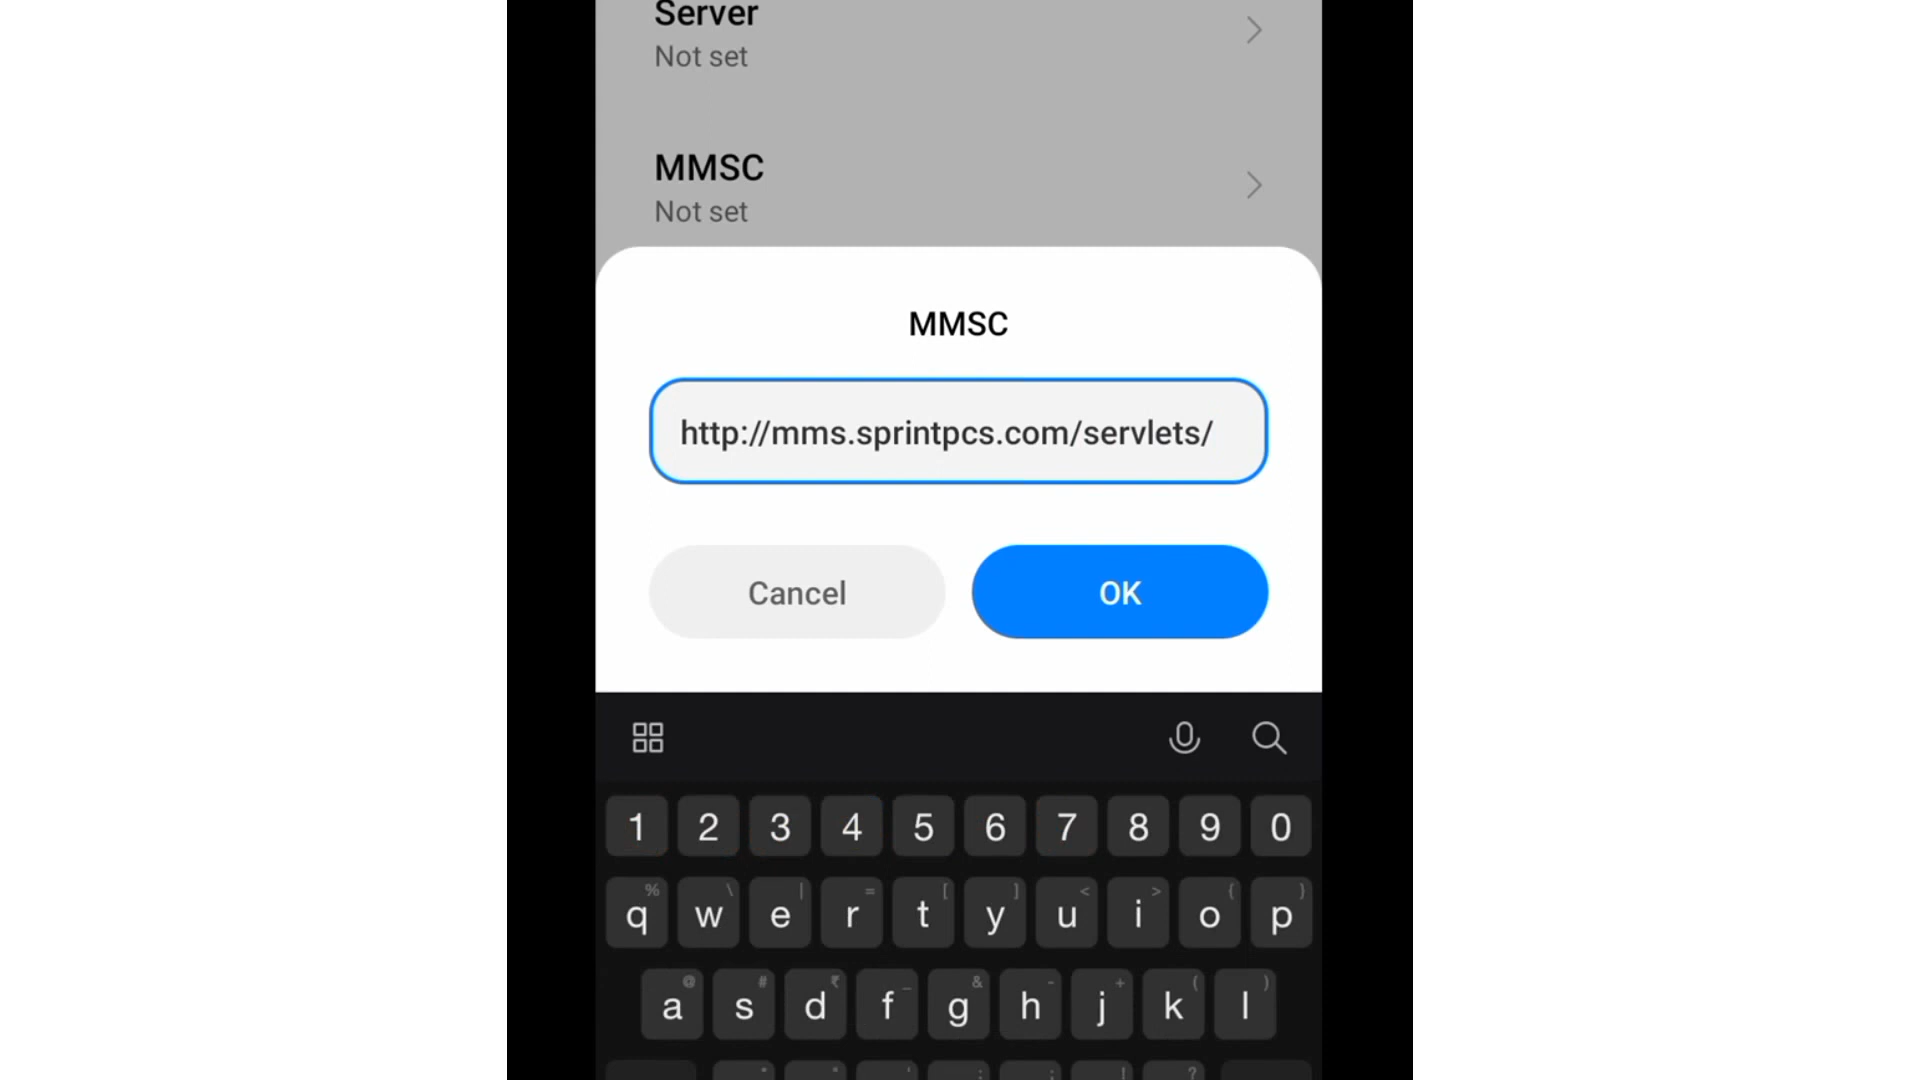 Server
Not set
MMSC
Not set
MMSC
http://mms.sprintpcs.com/servlets/
Cancel
OK
1 2 3 4 5 6 7 8 9 0
% \ | = [ ] < > { }
q w e r t y u i o p
@ # ₹ _ & - + ( )
a s d f g h j k l